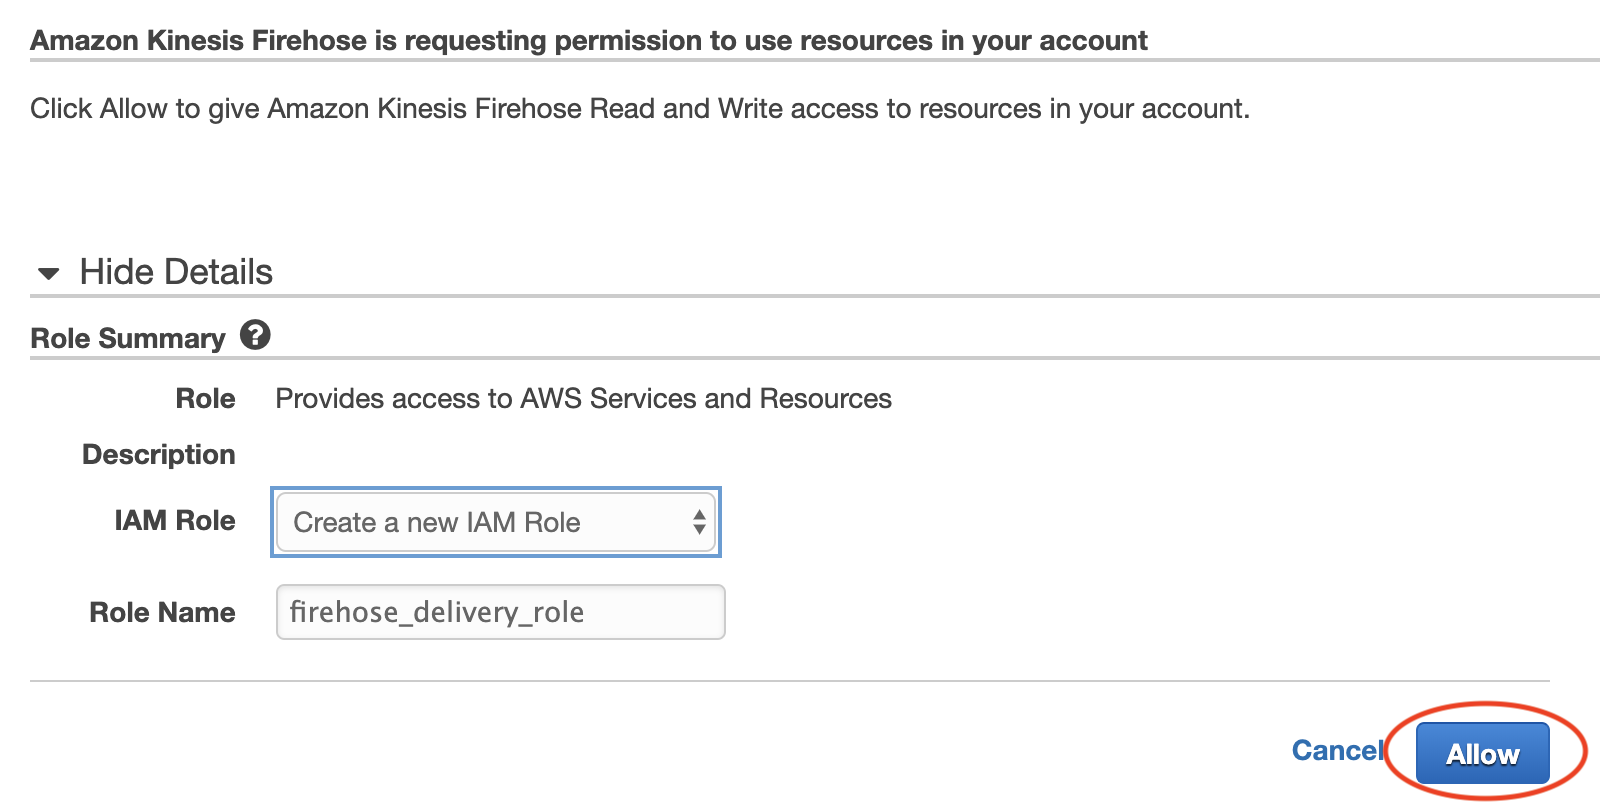 Amazon Kinesis Firehose is requesting permission to use resources in your account
Click Allow to give Amazon Kinesis Firehose Read and Write access to resources in your account.
Hide Details
Role Summary ?
Role Provides access to AWS Services and Resources
Description
IAM Role Create a new IAM Role
Role Name firehose_delivery_role
Cancel Allow